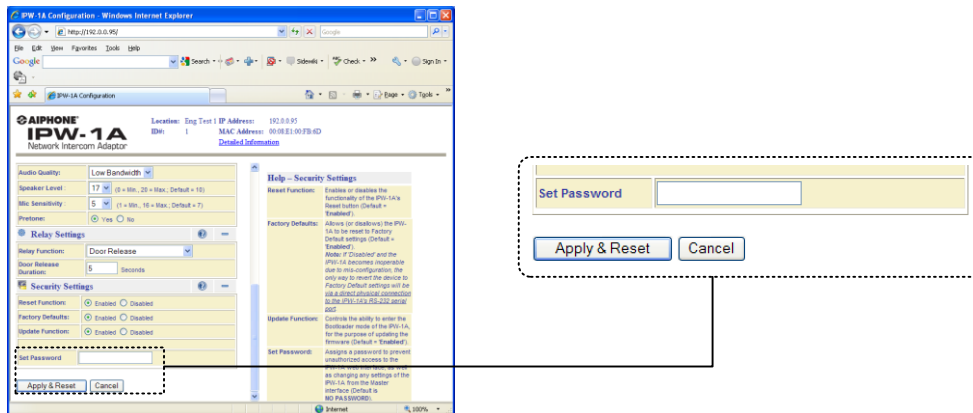 IPW-1A Configuration - Windows Internet Explorer
http://192.0.0.95/
Google
File Edit View Favorites Tools Help
Google Search Sidewiki Check Sign In
IPW-1A Configuration Page Tools
AIPHONE
IPW-1A
Network Intercom Adaptor
Location: Eng Test 1 IP Address: 192.0.0.95
ID#: 1 MAC Address: 00:08:E1:00:FB:6D
Detailed Information
Audio Quality: Low Bandwidth
Speaker Level: 17 (0 = Min., 20 = Max.; Default = 10)
Mic Sensitivity: 5 (1 = Min., 16 = Max.; Default = 7)
Pretone: Yes No
Relay Settings
Relay Function: Door Release
Door Release
Duration: 5 Seconds
Security Settings
Reset Function: Enabled Disabled
Factory Defaults: Enabled Disabled
Update Function: Enabled Disabled
Set Password
Apply & Reset Cancel
Help – Security Settings
Reset Function: Enables or disables the
functionality of the IPW-1A's
Reset button (Default =
'Enabled').
Factory Defaults: Allows (or disallows) the IPW-
1A to be reset to Factory
Default settings (Default =
'Enabled').
Note: If 'Disabled' and the
IPW-1A becomes inoperable
due to mis-configuration, the
only way to revert the device to
Factory Default settings will be
via a direct physical connection
to the IPW-1A's RS-232 serial
port.
Update Function: Controls the ability to enter the
Bootloader mode of the IPW-1A,
for the purpose of updating the
firmware (Default = 'Enabled').
Set Password: Assigns a password to prevent
unauthorized access to the
IPW-1A web interface, as well
as changing any settings of the
IPW-1A from the Master
interface (Default is
NO PASSWORD).
Internet 100%
Set Password
Apply & Reset Cancel